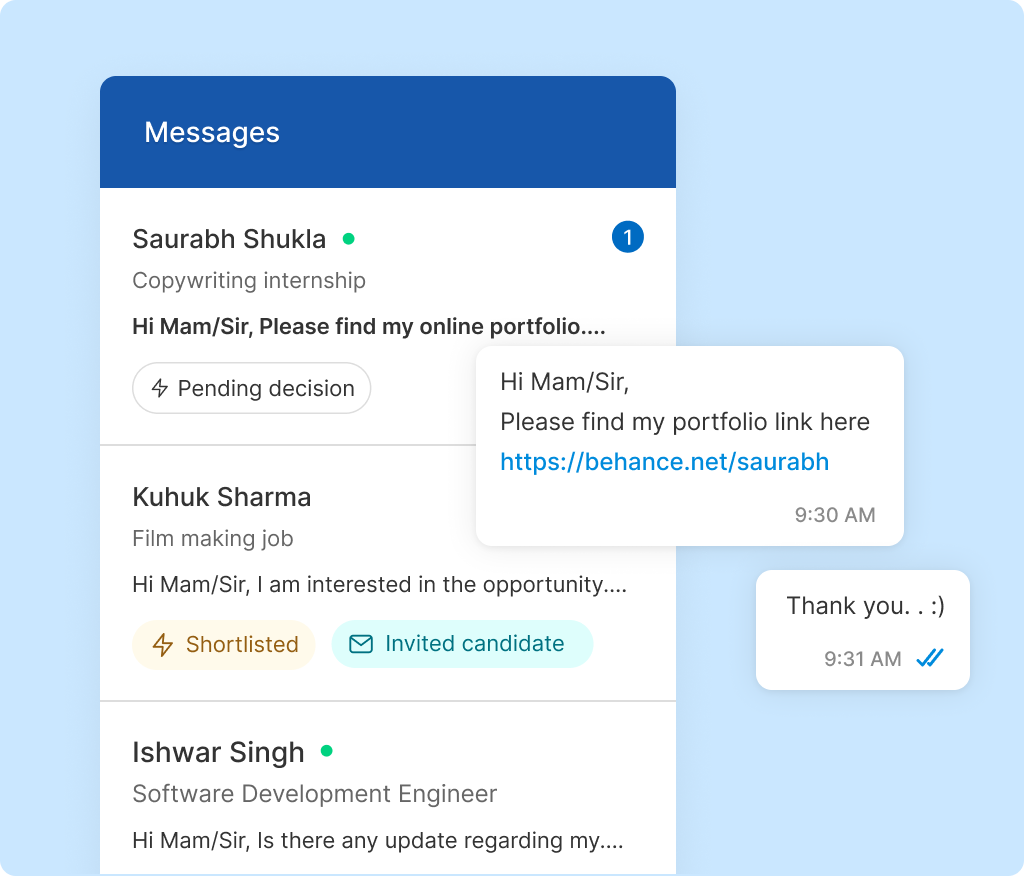 Messages
Saurabh Shukla
1
Copywriting internship
Hi Mam/Sir, Please find my online portfolio....
Pending decision
Hi Mam/Sir,
Please find my portfolio link here
https://behance.net/saurabh
9:30 AM
Kuhuk Sharma
Film making job
Hi Mam/Sir, I am interested in the opportunity....
Shortlisted
Invited candidate
Thank you. . :)
9:31 AM
Ishwar Singh
Software Development Engineer
Hi Mam/Sir, Is there any update regarding my....